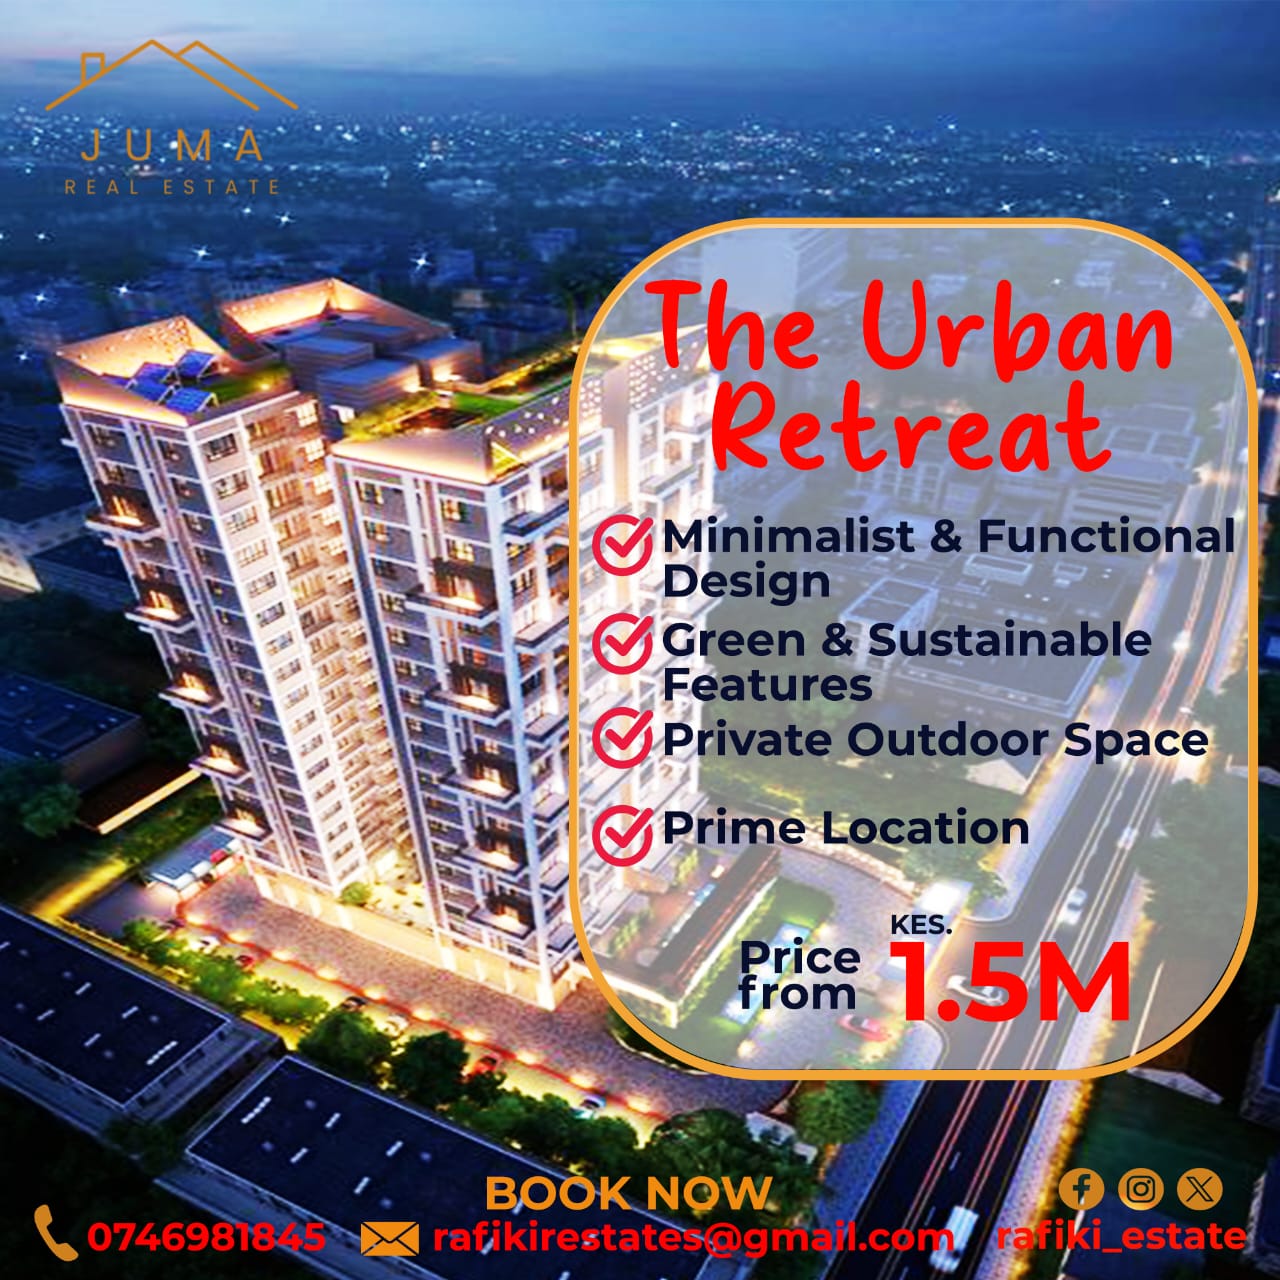 JUMA
REAL ESTATE
The Urban
Retreat
Minimalist & Functional
Design
Green & Sustainable
Features
Private Outdoor Space
Prime Location
KES.
Price
from
1.5M
BOOK NOW
0746981845
rafikirestates@gmail.com
rafiki_estate